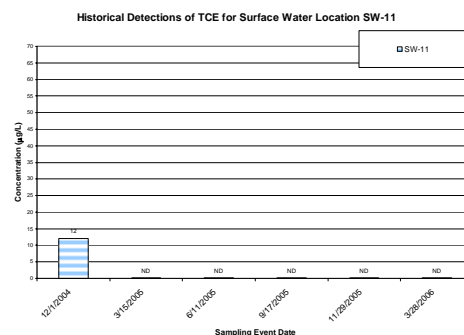 Historical Detections of TCE for Surface Water Location SW-11
SW-11
Concentration (µg/L)
70
65
60
55
50
45
40
35
30
25
20
15
10
5
0
12
ND
ND
ND
ND
ND
12/1/2004
3/15/2005
6/11/2005
9/17/2005
11/29/2005
3/28/2006
Sampling Event Date